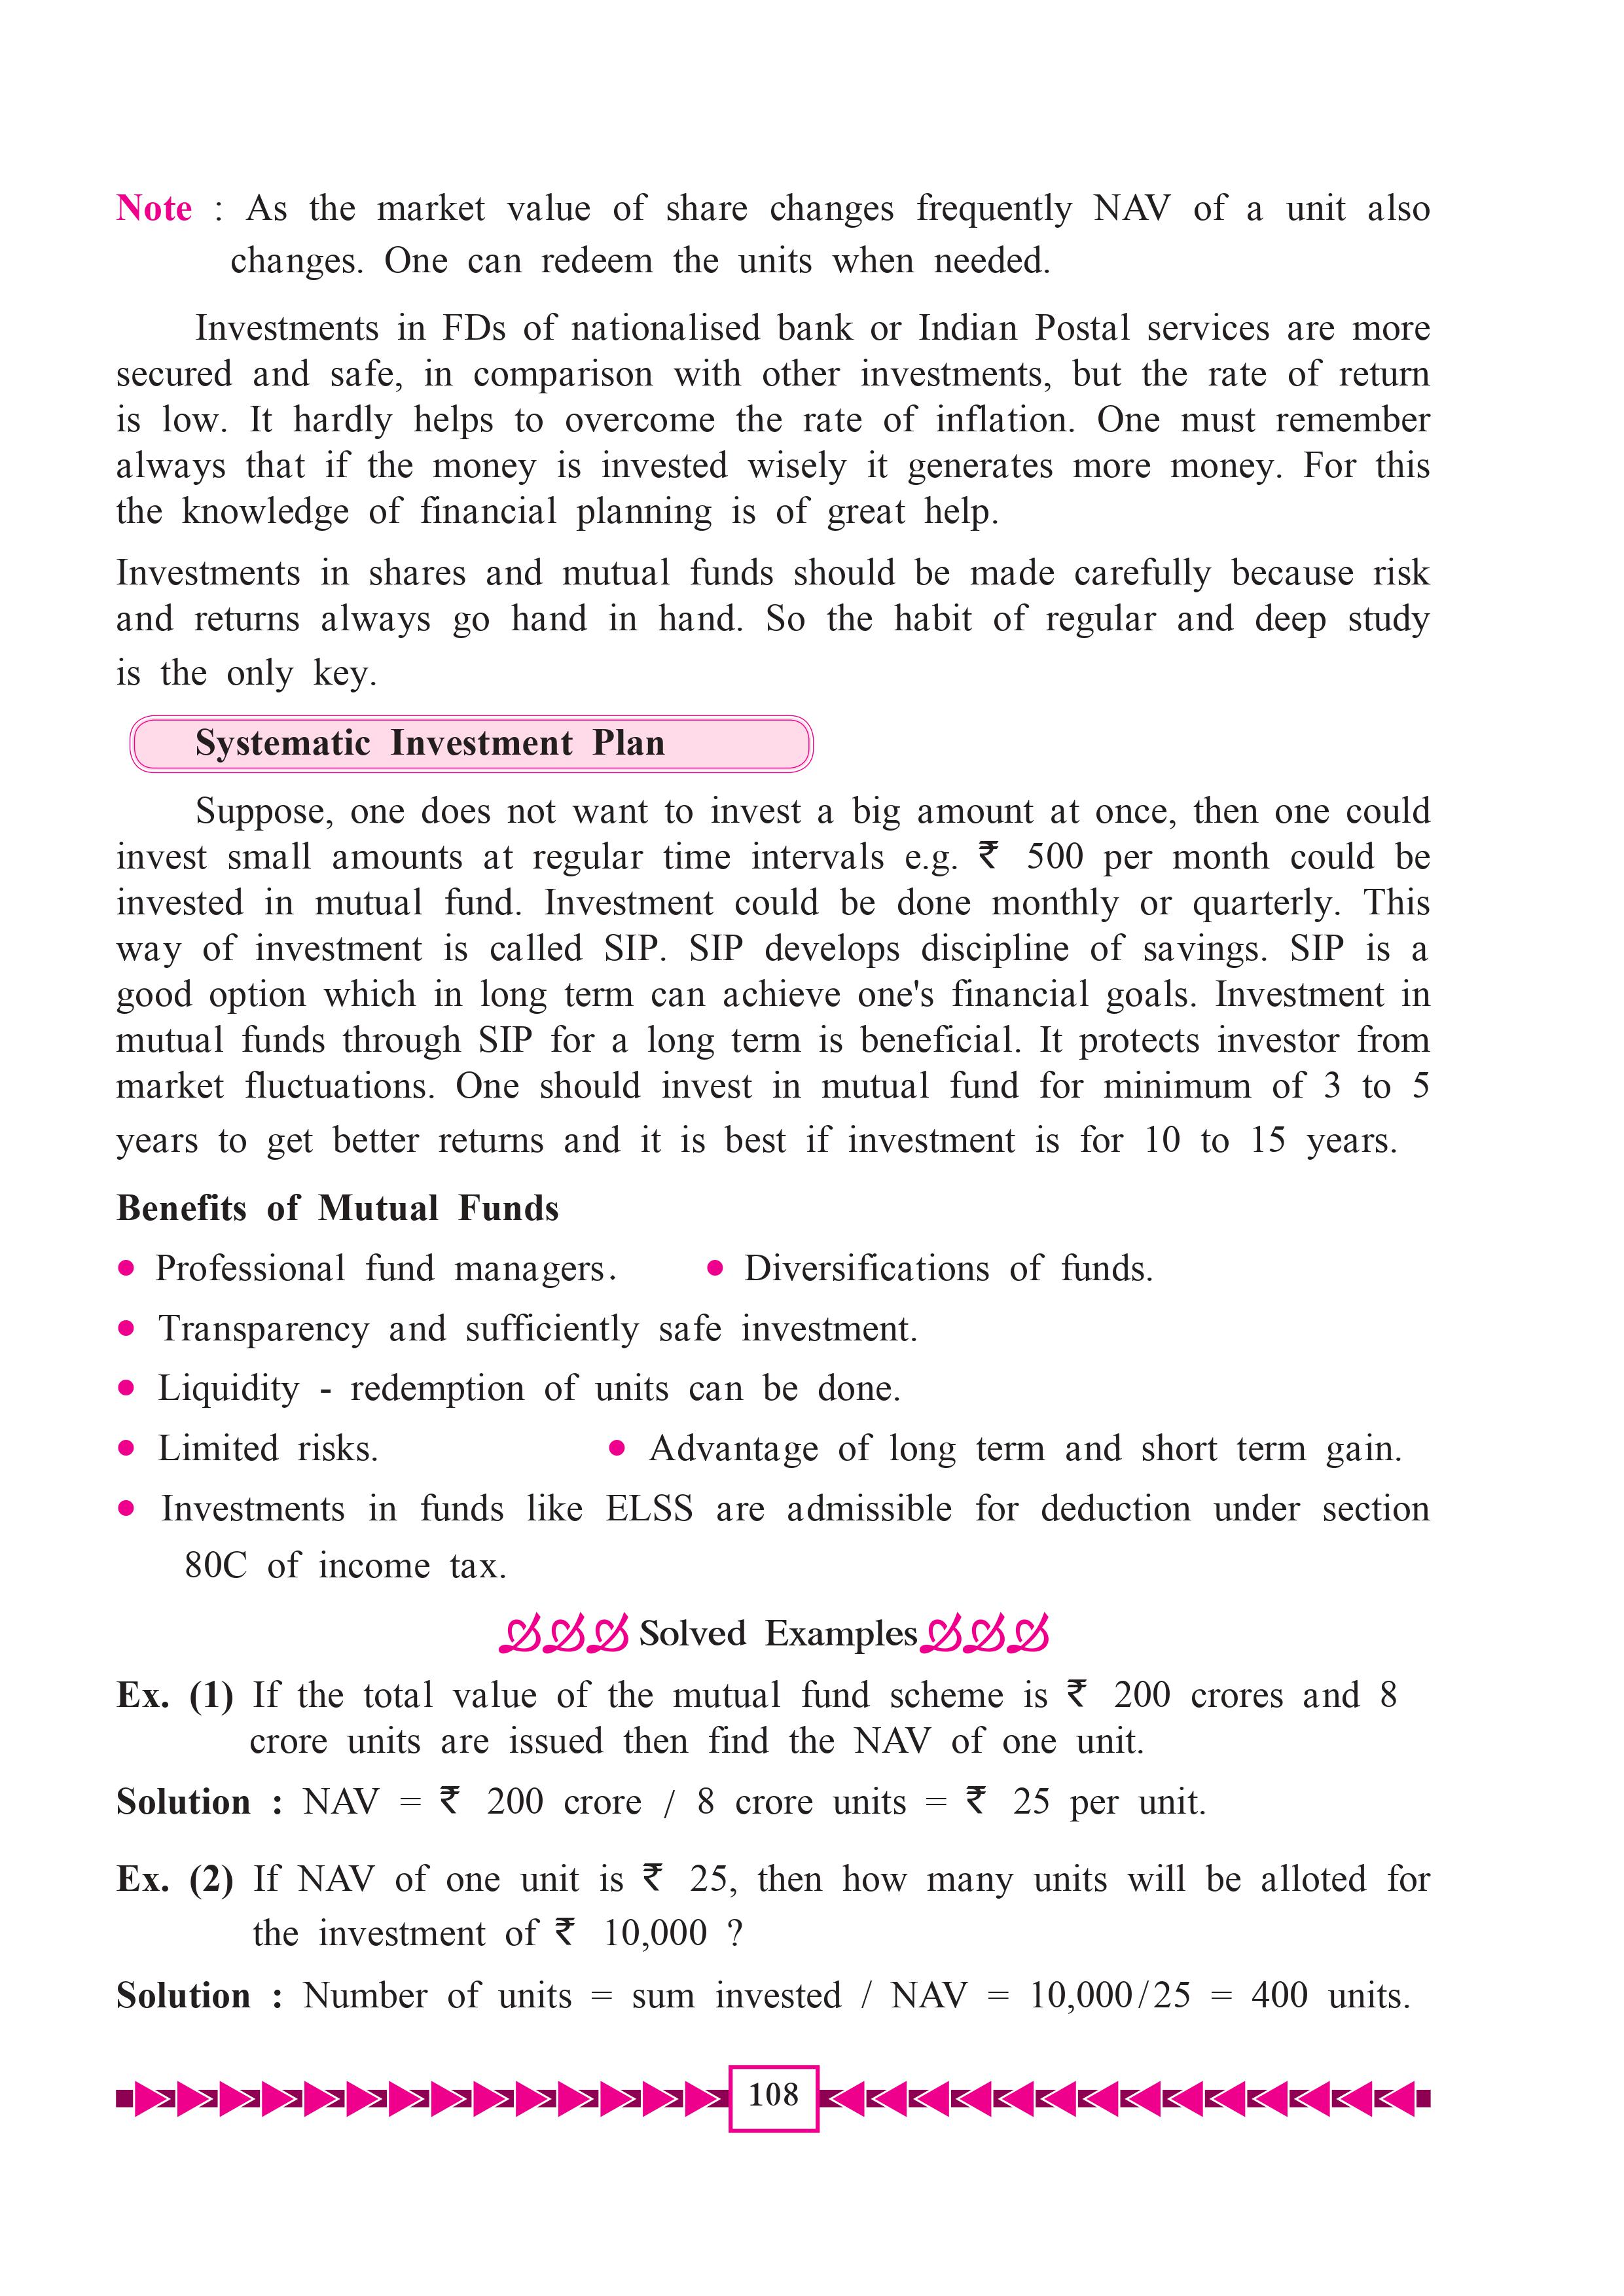 Note : As the market value of share changes frequently NAV of a unit also
changes. One can redeem the units when needed.
Investments in FDs of nationalised bank or Indian Postal services are more
secured and safe, in comparison with other investments, but the rate of return
is low. It hardly helps to overcome the rate of inflation. One must remember
always that if the money is invested wisely it generates more money. For this
the knowledge of financial planning is of great help.
Investments in shares and mutual funds should be made carefully because risk
and returns always go hand in hand. So the habit of regular and deep study
is the only key.
Systematic Investment Plan
Suppose, one does not want to invest a big amount at once, then one could
invest small amounts at regular time intervals e.g. ₹ 500 per month could be
invested in mutual fund. Investment could be done monthly or quarterly. This
way of investment is called SIP. SIP develops discipline of savings. SIP is a
good option which in long term can achieve one's financial goals. Investment in
mutual funds through SIP for a long term is beneficial. It protects investor from
market fluctuations. One should invest in mutual fund for minimum of 3 to 5
years to get better returns and it is best if investment is for 10 to 15 years.
Benefits of Mutual Funds
• Professional fund managers. • Diversifications of funds.
• Transparency and sufficiently safe investment.
• Liquidity - redemption of units can be done.
• Limited risks. • Advantage of long term and short term gain.
• Investments in funds like ELSS are admissible for deduction under section
80C of income tax.
Solved Examples
Ex. (1) If the total value of the mutual fund scheme is ₹ 200 crores and 8
crore units are issued then find the NAV of one unit.
Solution : NAV = ₹ 200 crore / 8 crore units = ₹ 25 per unit.
Ex. (2) If NAV of one unit is ₹ 25, then how many units will be alloted for
the investment of ₹ 10,000 ?
Solution : Number of units = sum invested / NAV = 10,000/25 = 400 units.
108